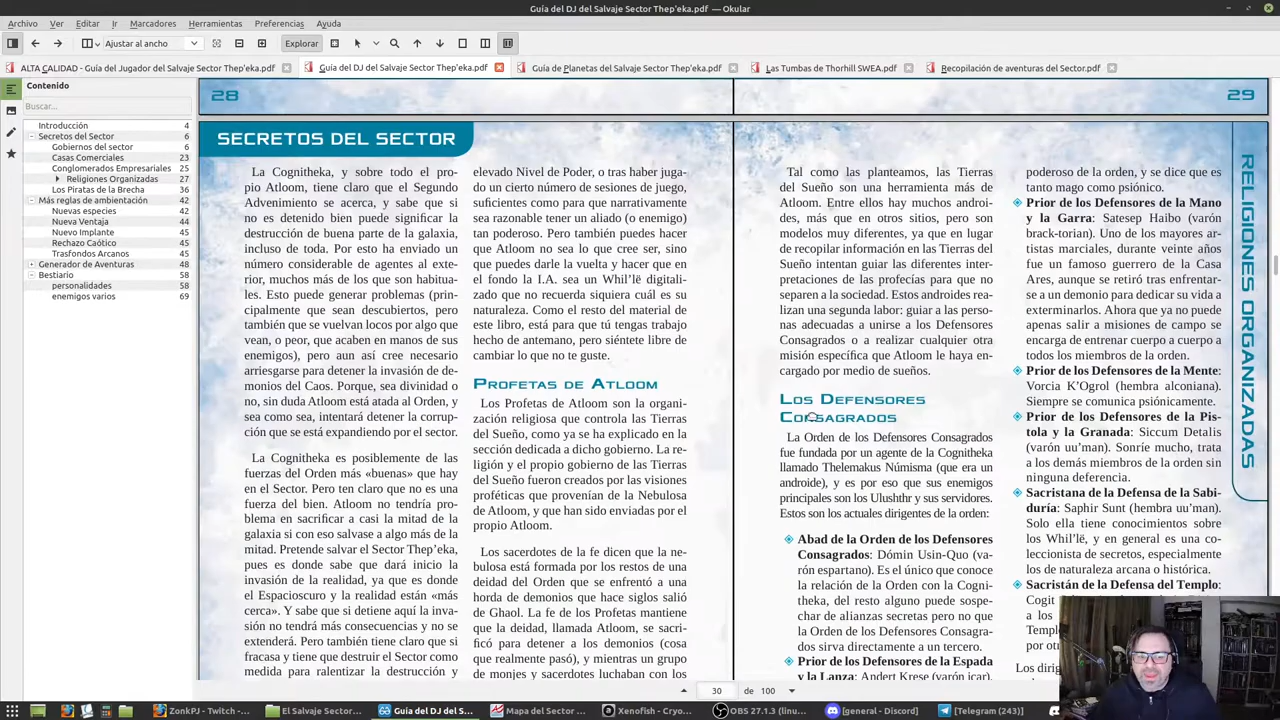 Guía del DJ del Salvaje Sector Thep'eka.pdf — Okular
Archivo Ver Editar Ir Marcadores Herramientas Preferencias Ayuda
Ajustar al ancho
Explorar
ALTA CALIDAD - Guía del Jugador del Salvaje Sector Thep'eka.pdf
Guía del DJ del Salvaje Sector Thep'eka.pdf
Guía de Planetas del Salvaje Sector Thep'eka.pdf
Las Tumbas de Thorhill SWEA.pdf
Recopilación de aventuras del Sector.pdf
Contenido
Buscar...
Introducción 4
Secretos del Sector 6
Gobiernos del sector 6
Casas Comerciales 23
Conglomerados Empresariales 25
Religiones Organizadas 27
Los Piratas de la Brecha 36
Más reglas de ambientación 42
Nuevas especies 42
Nueva Ventaja 44
Nuevo Implante 44
Rechazo Caótico 45
Trasfondos Arcanos 45
Generador de Aventuras 48
Bestiario 58
personalidades 58
enemigos varios 69
28
29
SECRETOS DEL SECTOR
La Cognitheka, y sobre todo el pro-
pio Atloom, tiene claro que el Segundo
Advenimiento se acerca, y sabe que si
no es detenido bien puede significar la
destrucción de buena parte de la galaxia,
incluso de toda. Por esto ha enviado un
número considerable de agentes al exte-
rior, muchos más de los que son habitua-
les. Esto puede generar problemas (prin-
cipalmente que sean descubiertos, pero
también que se vuelvan locos por algo que
vean, o peor, que acaben en manos de sus
enemigos), pero aun así cree necesario
arriesgarse para detener la invasión de de-
monios del Caos. Porque, sea divinidad o
no, sin duda Atloom está atada al Orden, y
sea como sea, intentará detener la corrup-
ción que se está expandiendo por el sector.
La Cognitheka es posiblemente de las
fuerzas del Orden más «buenas» que hay
en el Sector. Pero ten claro que no es una
fuerza del bien. Atloom no tendría pro-
blema en sacrificar a casi la mitad de la
galaxia si con eso salvase a algo más de la
mitad. Pretende salvar el Sector Thep'eka,
pues es donde sabe que dará inicio la
invasión de la realidad, ya que es donde
el Espacioscuro y la realidad están «más
cerca». Y sabe que si detiene aquí la inva-
sión no tendrá más consecuencias y no se
extenderá. Pero también tiene claro que si
fracasa y tiene que destruir el Sector como
medida para ralentizar la destrucción y
elevado Nivel de Poder, o tras haber juga-
do un cierto número de sesiones de juego,
suficientes como para que narrativamente
sea razonable tener un aliado (o enemigo)
tan poderoso. Pero también puedes hacer
que Atloom no sea lo que cree ser, sino
que puedes darle la vuelta y hacer que en
el fondo la I.A. sea un Whil'lë digitali-
zado que no recuerda siquiera cuál es su
naturaleza. Como el resto del material de
este libro, está para que tú tengas trabajo
hecho de antemano, pero siéntete libre de
cambiar lo que no te guste.
Profetas de Atloom
Los Profetas de Atloom son la organi-
zación religiosa que controla las Tierras
del Sueño, como ya se ha explicado en la
sección dedicada a dicho gobierno. La re-
ligión y el propio gobierno de las Tierras
del Sueño fueron creados por las visiones
proféticas que provenían de la Nebulosa
de Atloom, y que han sido enviadas por el
propio Atloom.
Los sacerdotes de la fe dicen que la ne-
bulosa está formada por los restos de una
deidad del Orden que se enfrentó a una
horda de demonios que hace siglos salió
de Ghaol. La fe de los Profetas mantiene
que la deidad, llamada Atloom, se sacri-
ficó para detener a los demonios (cosa
que realmente pasó), y mientras un grupo
de monjes y sacerdotes luchaban con los
Tal como las planteamos, las Tierras
del Sueño son una herramienta más de
Atloom. Entre ellos hay muchos androi-
des, más que en otros sitios, pero son
modelos muy diferentes, ya que en lugar
de recopilar información en las Tierras del
Sueño intentan guiar las diferentes inter-
pretaciones de las profecías para que no
separen a la sociedad. Estos androides rea-
lizan una segunda labor: guiar a las perso-
nas adecuadas a unirse a los Defensores
Consagrados o a realizar cualquier otra
misión específica que Atloom le haya en-
cargado por medio de sueños.
Los Defensores
Consagrados
La Orden de los Defensores Consagrados
fue fundada por un agente de la Cognitheka
llamado Thelemakus Númisma (que era un
androide), y es por eso que sus enemigos
principales son los Ulushthr y sus servidores.
Estos son los actuales dirigentes de la orden:
Abad de la Orden de los Defensores
Consagrados: Dómin Usin-Quo (va-
rón espartano). Es el único que conoce
la relación de la Orden con la Cogni-
theka, del resto alguno puede sospe-
char de alianzas secretas pero no que
la Orden de los Defensores Consagra-
dos sirva directamente a un tercero.
Prior de los Defensores de la Espada
y la Lanza: Andert Krese (varón icar).
poderoso de la orden, y se dice que es
tanto mago como psiónico.
Prior de los Defensores de la Mano
y la Garra: Satesep Haibo (varón
brack-torian). Uno de los mayores ar-
tistas marciales, durante veinte años
fue un famoso guerrero de la Casa
Ares, aunque se retiró tras enfrentar-
se a un demonio para dedicar su vida a
exterminarlos. Ahora que ya no puede
apenas salir a misiones de campo se
encarga de entrenar cuerpo a cuerpo a
todos los miembros de la orden.
Prior de los Defensores de la Mente:
Vorcia K'Ogrol (hembra alconiana).
Siempre se comunica psiónicamente.
Prior de los Defensores de la Pis-
tola y la Granada: Siccum Detalis
(varón uu'man). Sonríe mucho, trata
a los demás miembros de la orden sin
ninguna deferencia.
Sacristana de la Defensa de la Sabi-
duría: Saphir Sunt (hembra uu'man).
Solo ella tiene conocimientos sobre
los Whil'lë, y en general es una co-
leccionista de secretos, especialmente
los de naturaleza arcana o histórica.
Sacristán de la Defensa del Templo:
Cogit
a los
Temp
por ot
Los diri
RELIGIONES ORGANIZADAS
30 de 100
ZonkPJ - Twitch -...
El Salvaje Sector ...
Guía del DJ del S...
Mapa del Sector ...
Xenofish - Cryo...
OBS 27.1.3 (linu...
[general - Discord]
[Telegram (243)]